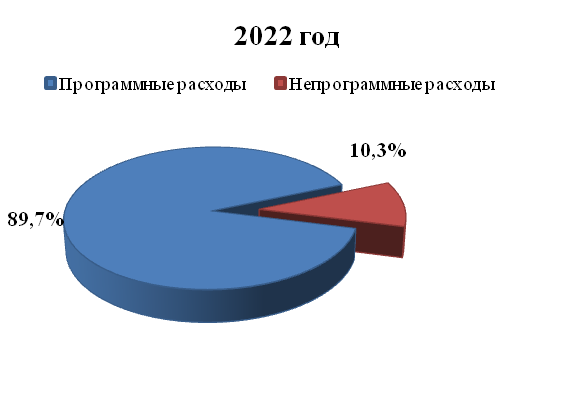 2022 год
Программные расходы Непрограммные расходы
10,3%
89,7%